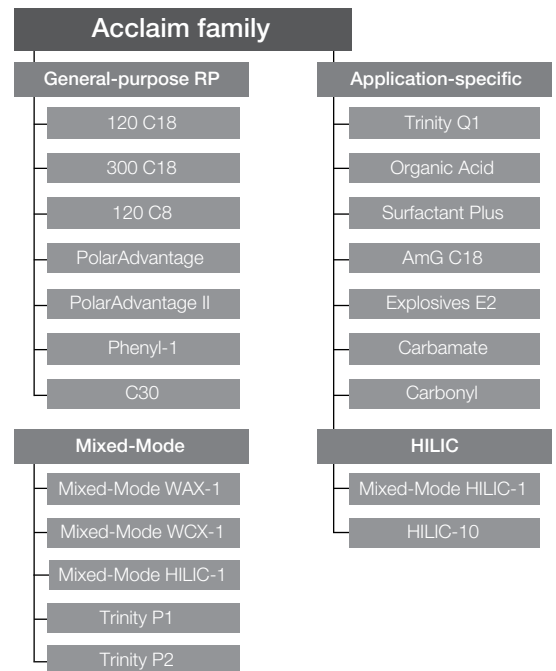 Acclaim family
General-purpose RP
120 C18
300 C18
120 C8
PolarAdvantage
PolarAdvantage II
Phenyl-1
C30
Mixed-Mode
Mixed-Mode WAX-1
Mixed-Mode WCX-1
Mixed-Mode HILIC-1
Trinity P1
Trinity P2
Application-specific
Trinity Q1
Organic Acid
Surfactant Plus
AmG C18
Explosives E2
Carbamate
Carbonyl
HILIC
Mixed-Mode HILIC-1
HILIC-10